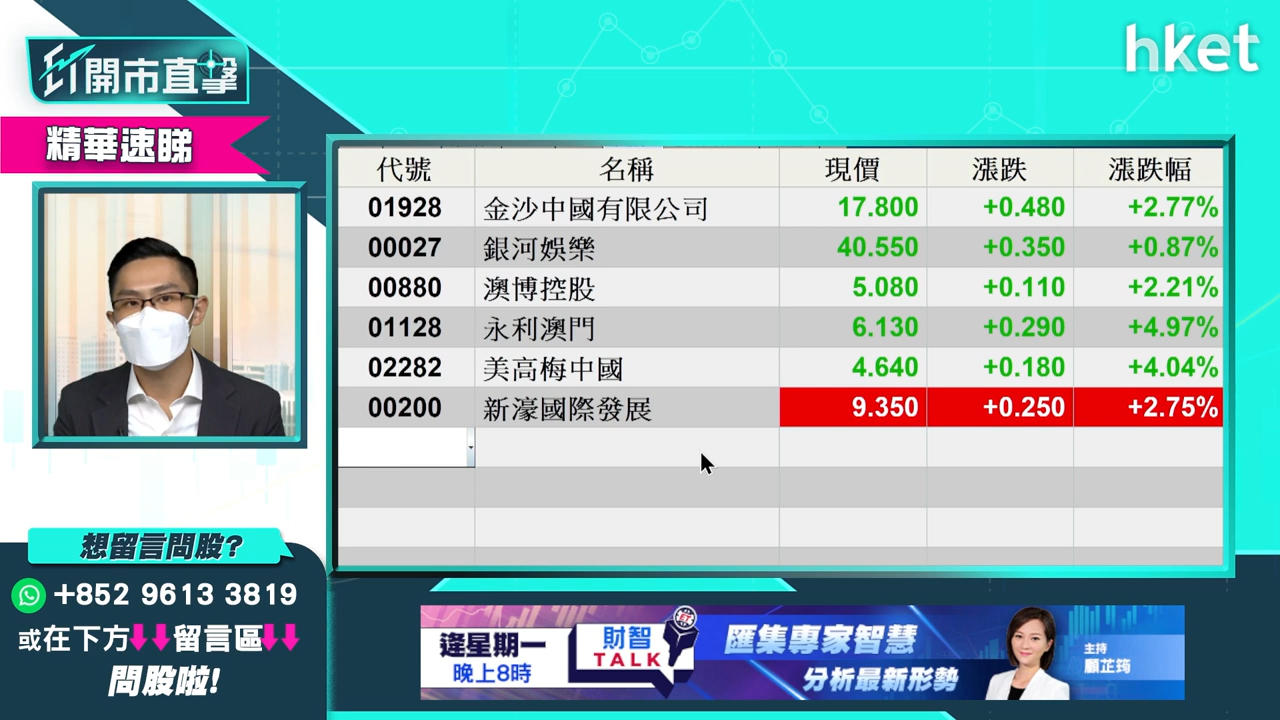 ET開市直擊
hket
精華速睇
代號 名稱 現價 漲跌 漲跌幅
01928 金沙中國有限公司 17.800 +0.480 +2.77%
00027 銀河娛樂 40.550 +0.350 +0.87%
00880 澳博控股 5.080 +0.110 +2.21%
01128 永利澳門 6.130 +0.290 +4.97%
02282 美高梅中國 4.640 +0.180 +4.04%
00200 新濠國際發展 9.350 +0.250 +2.75%
想留言問股?
+852 9613 3819
或在下方留言區
問股啦!
逢星期一
晚上8時
財智
TALK
匯集專家智慧
分析最新形勢
主持
顧芷筠